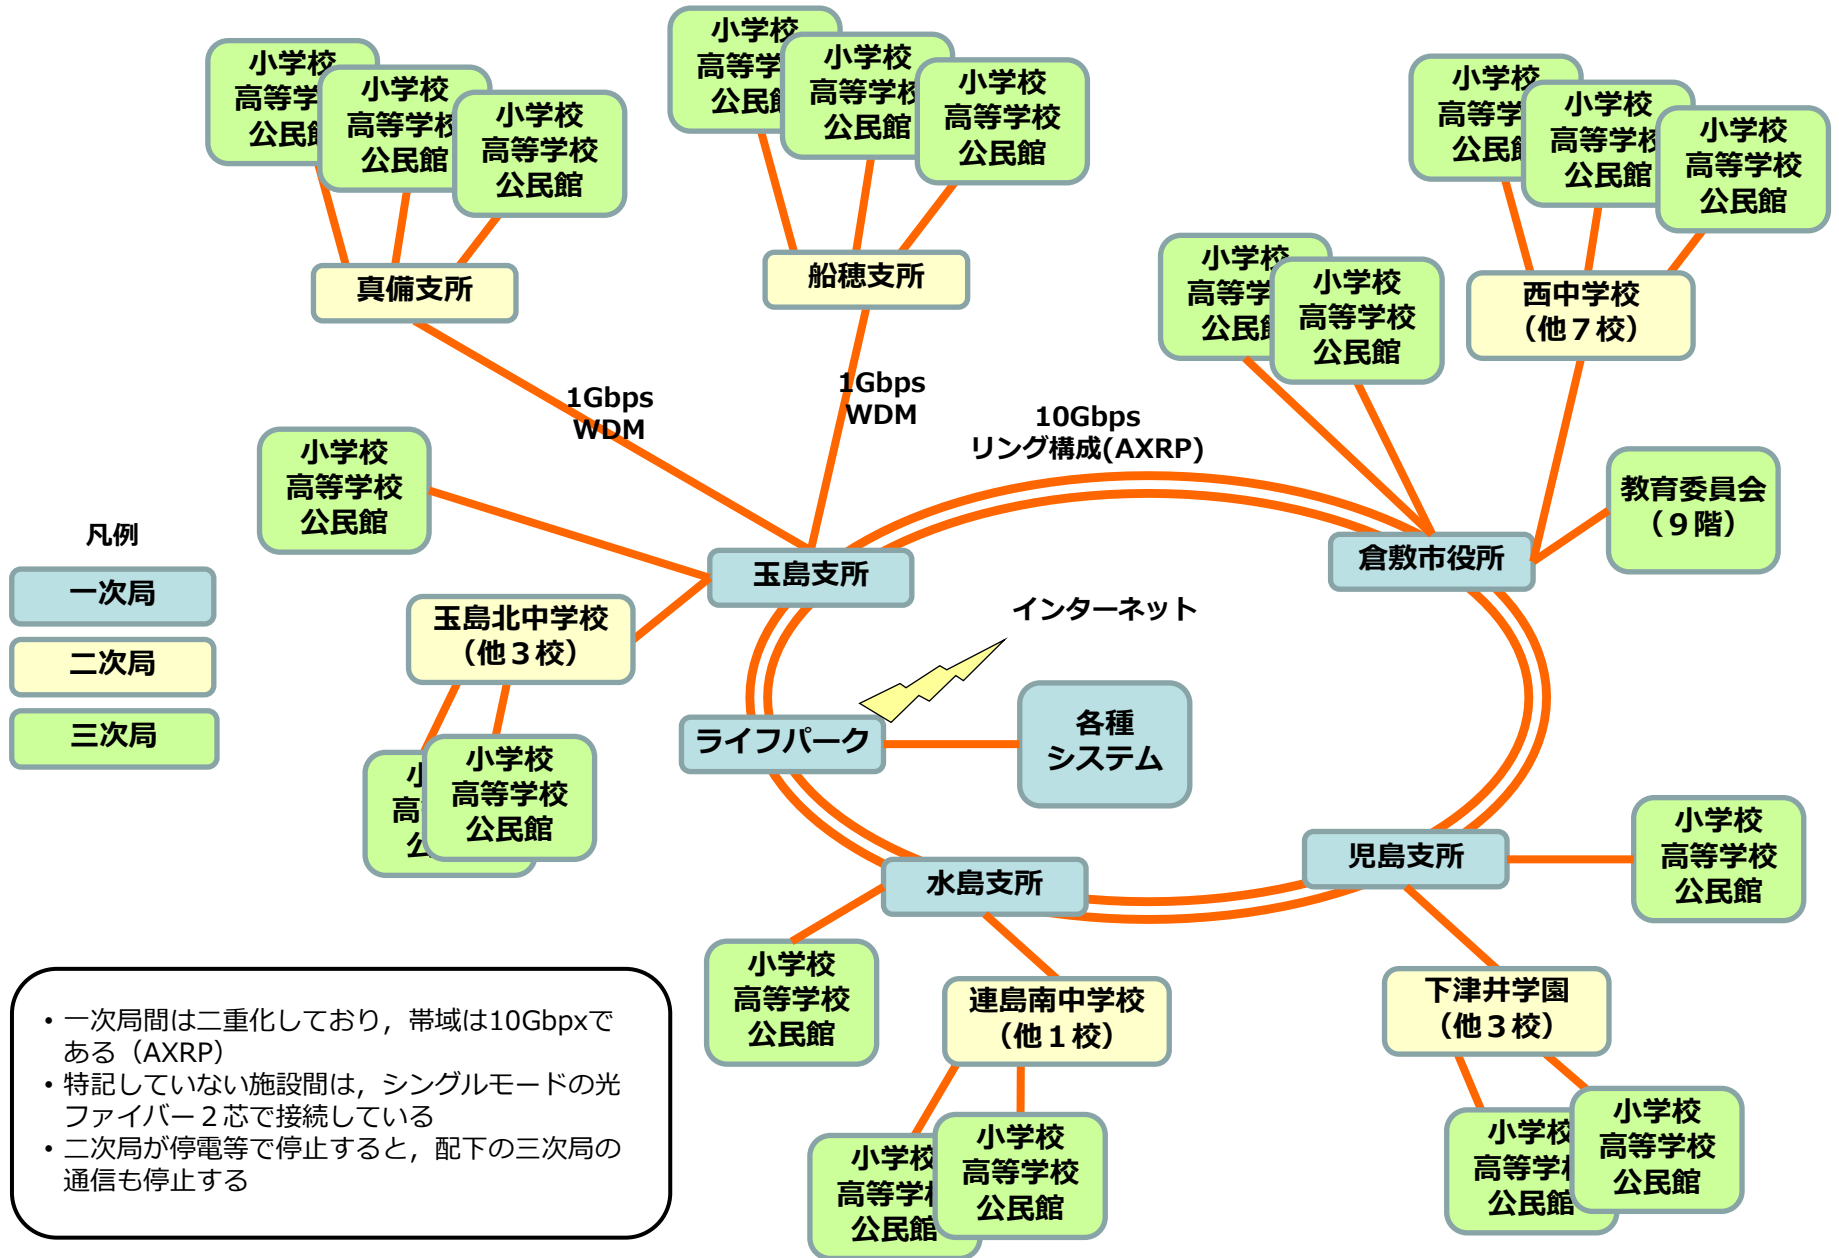 小学校
高等学
公民
小学校
高等学校
公民館
小学校
高等学校
公民館
小学校
高等学
公民
小学校
高等学校
公民館
小学校
高等学校
公民館
小学校
高等学
公民
小学校
高等学校
公民館
小学校
高等学校
公民館
真備支所
船穂支所
小学校
高等学
公民
小学校
高等学校
公民館
西中学校
（他７校）
1Gbps
WDM
1Gbps
WDM
10Gbps
リング構成(AXRP)
小学校
高等学校
公民館
教育委員会
（９階）
凡例
一次局
二次局
三次局
玉島支所
倉敷市役所
インターネット
玉島北中学校
（他３校）
ライフパーク
各種
システム
小学校
高等学校
公民館
水島支所
児島支所
小学校
高等学校
公民館
小学校
高等学校
公民館
連島南中学校
（他１校）
下津井学園
（他３校）
小学校
高等学
公民館
小学校
高等学校
公民館
小学校
高等学
公民館
小学校
高等学校
公民館
・一次局間は二重化しており，帯域は10Gbpxで
ある（AXRP）
・特記していない施設間は，シングルモードの光
ファイバー２芯で接続している
・二次局が停電等で停止すると，配下の三次局の
通信も停止する